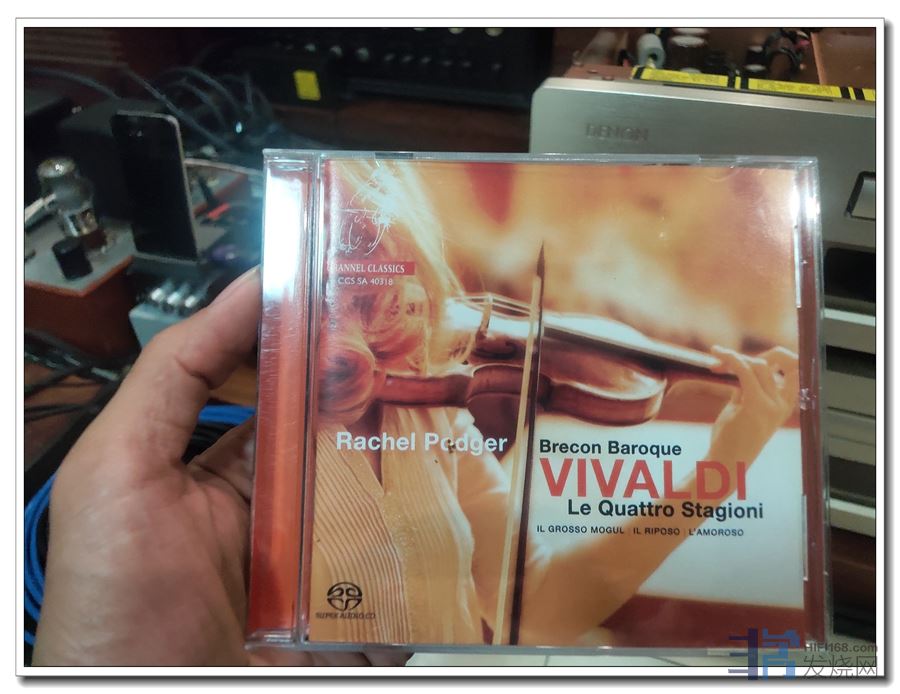 DENON
ANNEL CLASSICS
CCS SA 40318
Rachel Podger
Brecon Baroque
VIVALDI
Le Quattro Stagioni
IL GROSSO MOGUL | IL RIPOSO | L'AMOROSO
SUPER AUDIO CD
HIFI168.com
发烧网